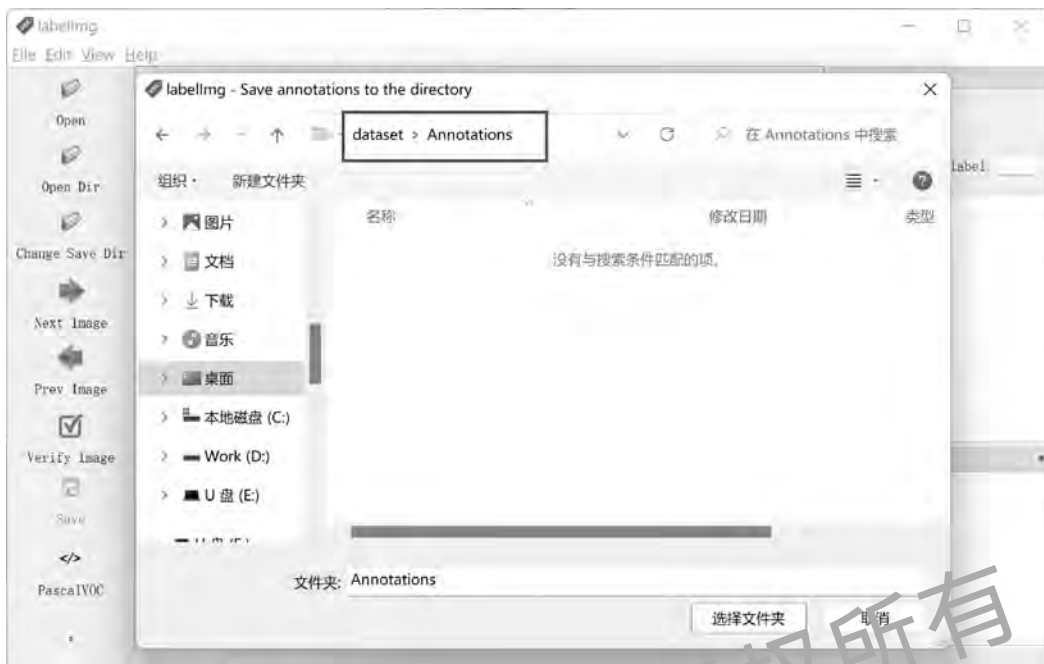 labelImg
File Edit View Help
Open
Open Dir
Change Save Dir
Next Image
Prev Image
Verify Image
Save
</>
PascalVOC
labelImg - Save annotations to the directory
dataset > Annotations
在 Annotations 中搜索
组织
新建文件夹
Label
名称
修改日期
类型
没有与搜索条件匹配的项。
图片
文档
下载
音乐
桌面
本地磁盘 (C:)
Work (D:)
U 盘 (E:)
文件夹: Annotations
选择文件夹
取消
权所有